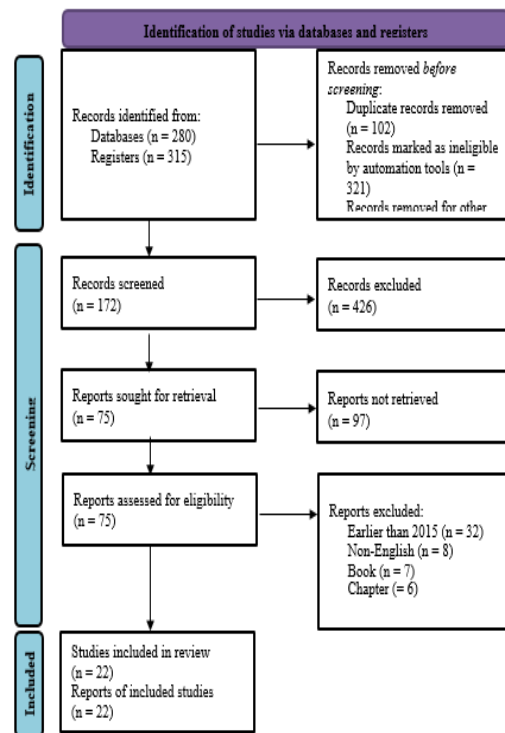 Identification of studies via databases and registers
Identification
Records identified from:
Databases (n = 280)
Registers (n = 315)
Records removed before
screening:
Duplicate records removed
(n = 102)
Records marked as ineligible
by automation tools (n =
321)
Records removed for other
Screening
Records screened
(n = 172)
Records excluded
(n = 426)
Reports sought for retrieval
(n = 75)
Reports not retrieved
(n = 97)
Reports assessed for eligibility
(n = 75)
Reports excluded:
Earlier than 2015 (n = 32)
Non-English (n = 8)
Book (n = 7)
Chapter (= 6)
Included
Studies included in review
(n = 22)
Reports of included studies
(n = 22)